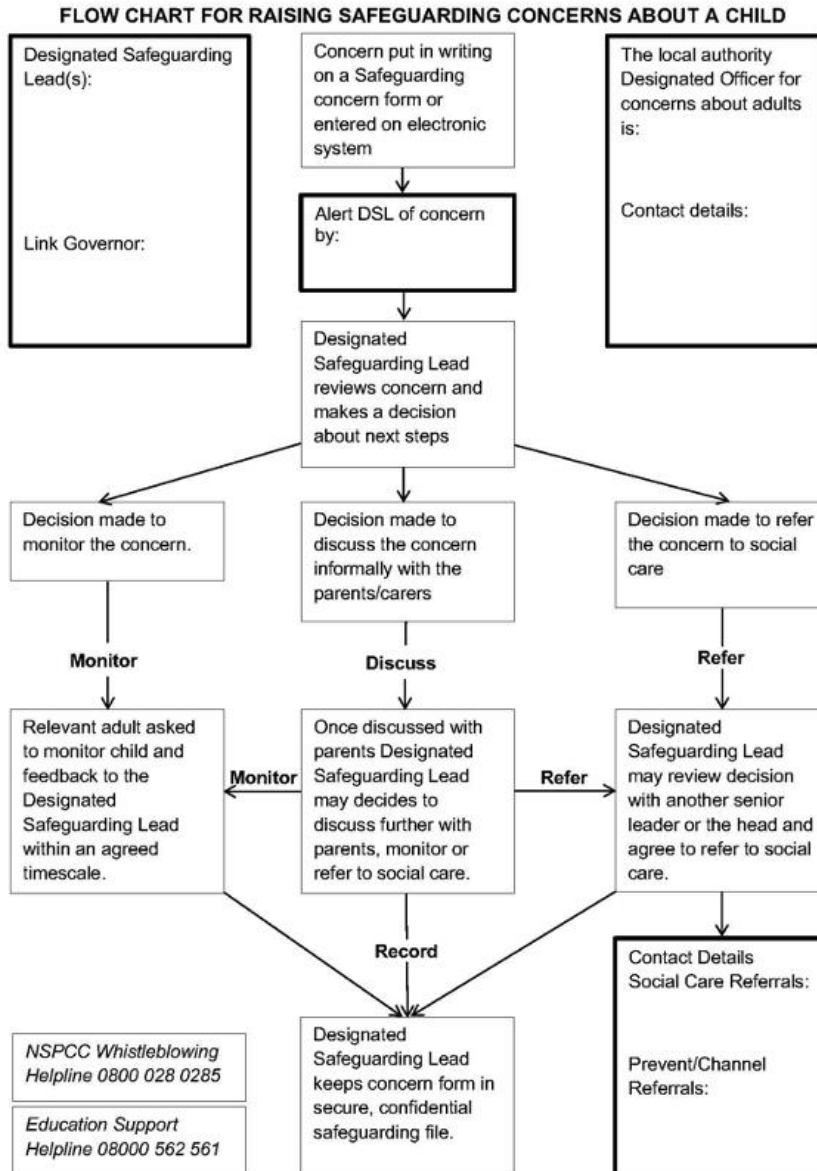 FLOW CHART FOR RAISING SAFEGUARDING CONCERNS ABOUT A CHILD
Designated Safeguarding
Lead(s):
Link Governor:
Concern put in writing
on a Safeguarding
concern form or
entered on electronic
system
The local authority
Designated Officer for
concerns about adults
is:
Contact details:
Alert DSL of concern
by:
Designated
Safeguarding Lead
reviews concern and
makes a decision
about next steps
Decision made to
monitor the concern.
Decision made to
discuss the concern
informally with the
parents/carers
Decision made to refer
the concern to social
care
Monitor
Discuss
Refer
Relevant adult asked
to monitor child and
feedback to the
Designated
Safeguarding Lead
within an agreed
timescale.
Monitor
Once discussed with
parents Designated
Safeguarding Lead
may decides to
discuss further with
parents, monitor or
refer to social care.
Refer
Designated
Safeguarding Lead
may review decision
with another senior
leader or the head and
agree to refer to social
care.
Record
Contact Details
Social Care Referrals:
Prevent/Channel
Referrals:
Designated
Safeguarding Lead
keeps concern form in
secure, confidential
safeguarding file.
NSPCC Whistleblowing
Helpline 0800 028 0285
Education Support
Helpline 08000 562 561